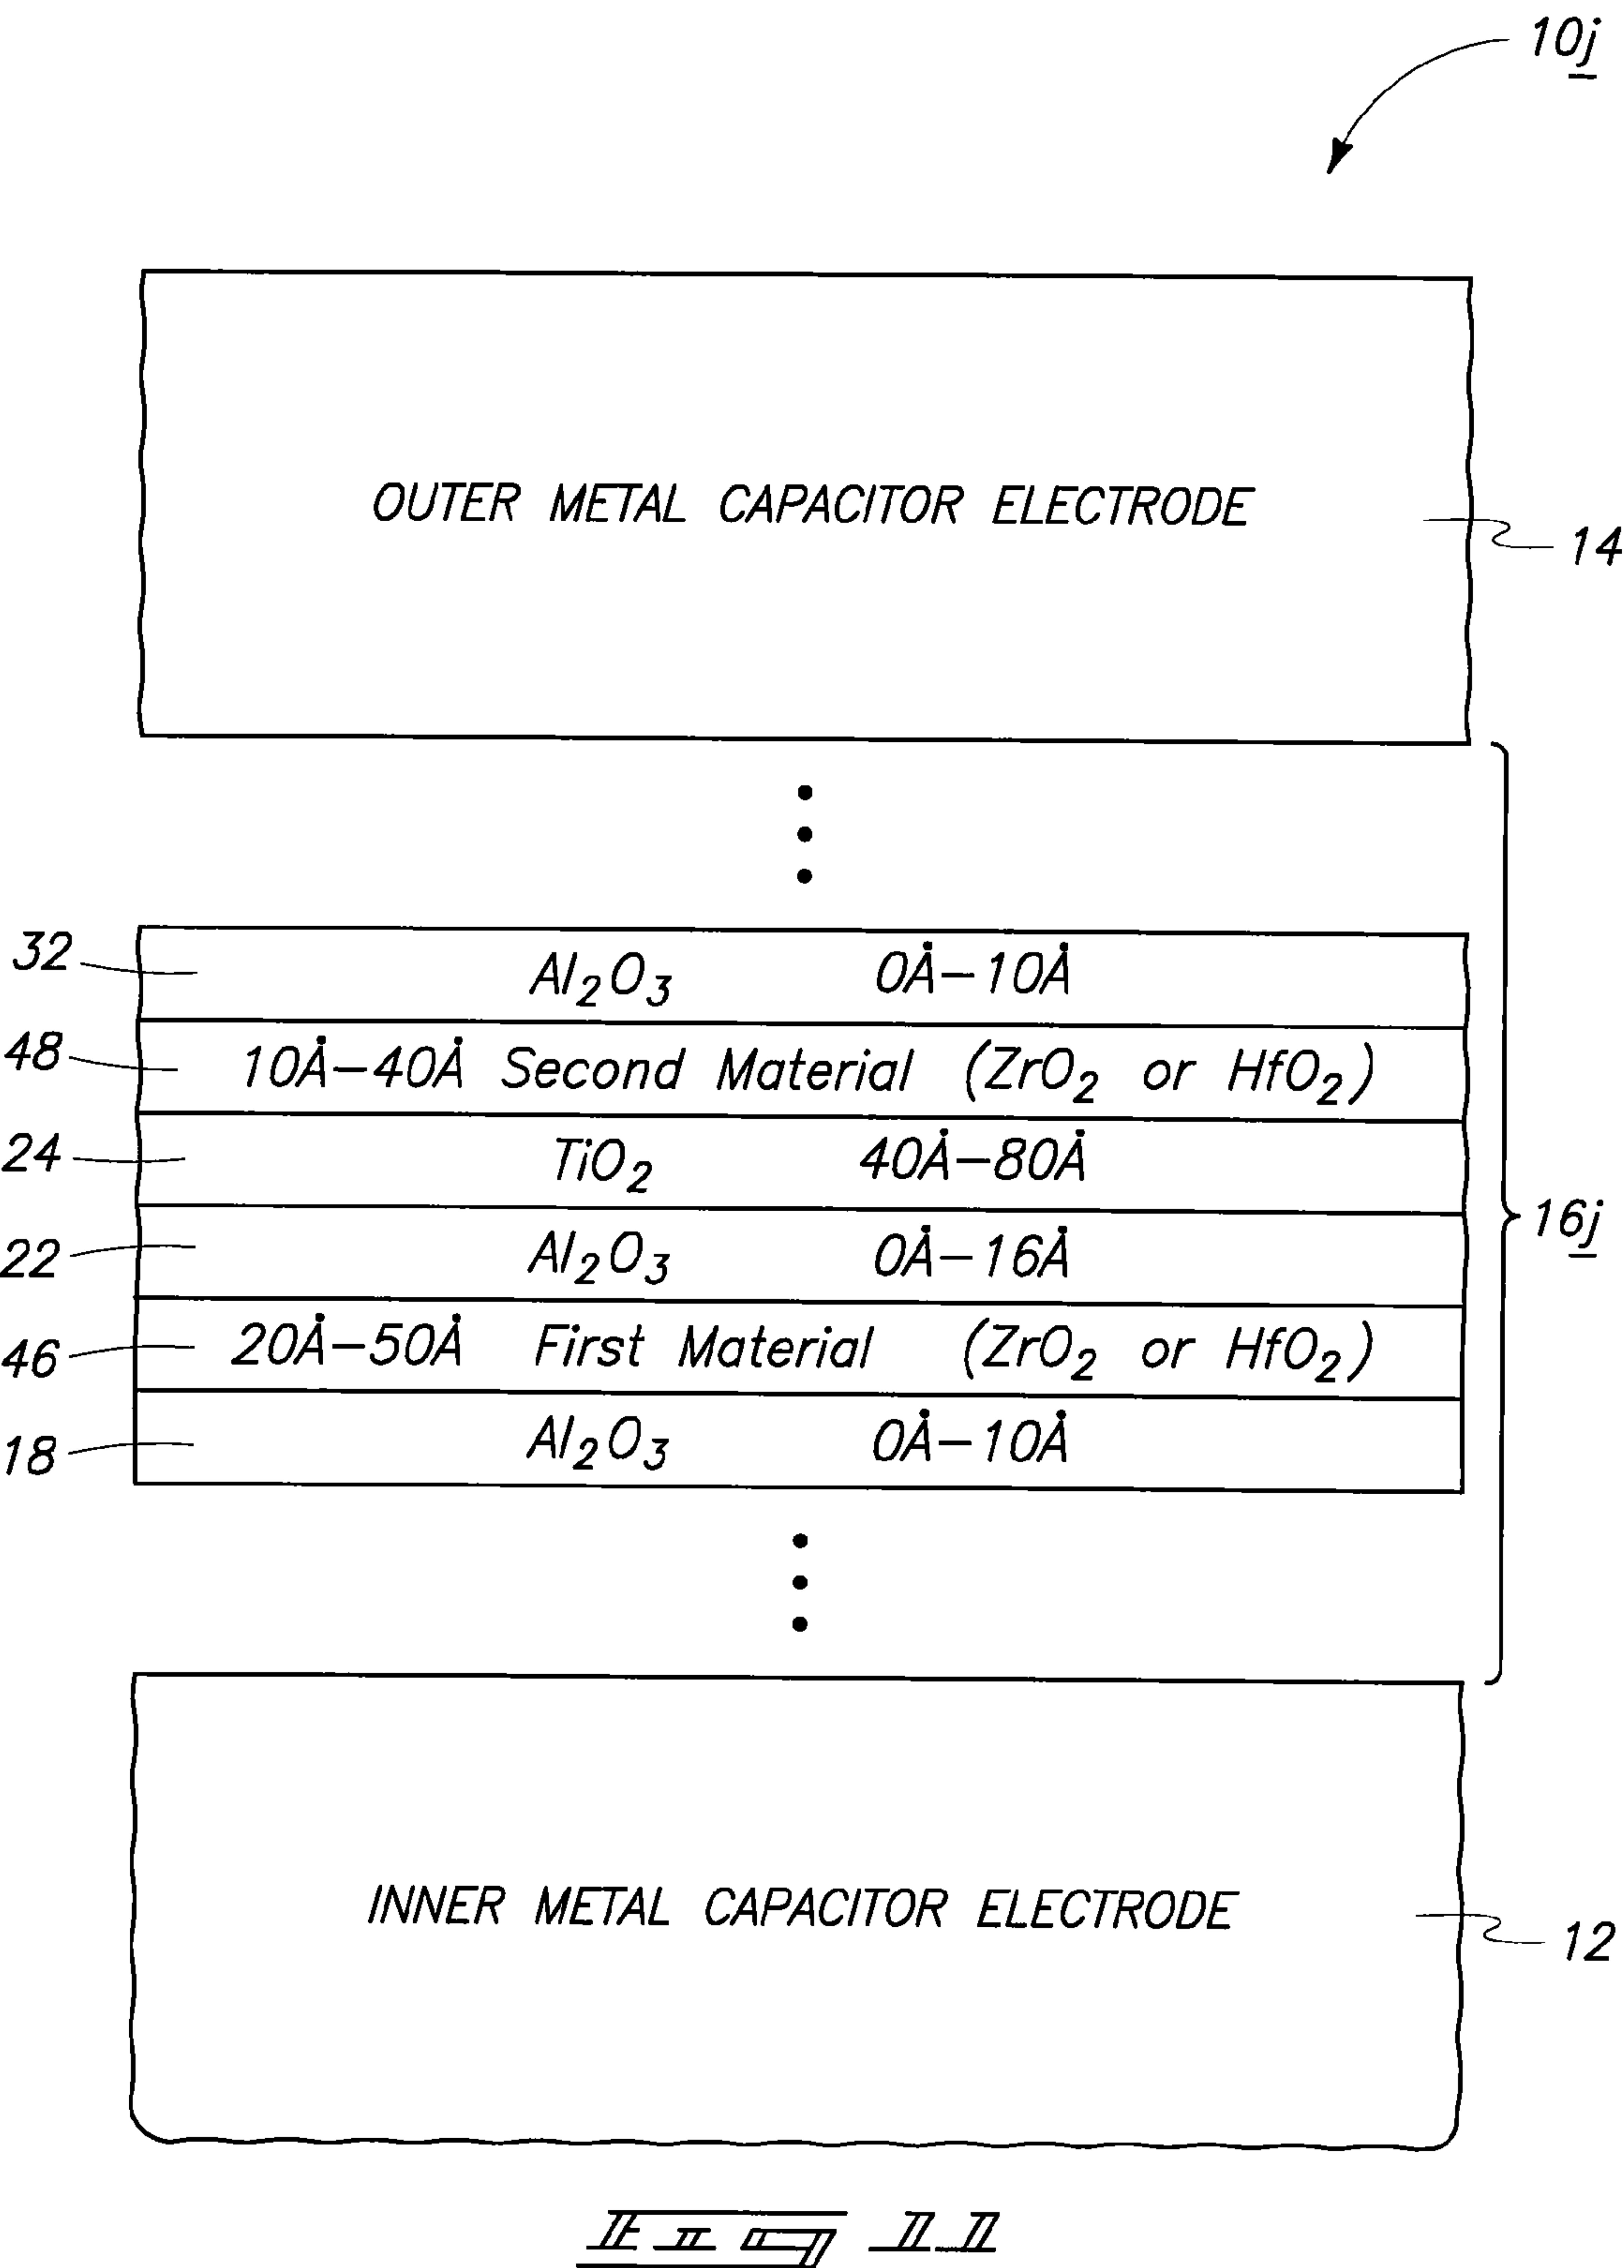 10j
OUTER METAL CAPACITOR ELECTRODE
14
32 Al₂O₃ 0Å–10Å
48 10Å–40Å Second Material (ZrO₂ or HfO₂)
24 TiO₂ 40Å–80Å
22 Al₂O₃ 0Å–16Å
16j
46 20Å–50Å First Material (ZrO₂ or HfO₂)
18 Al₂O₃ 0Å–10Å
INNER METAL CAPACITOR ELECTRODE
12
Fig 11